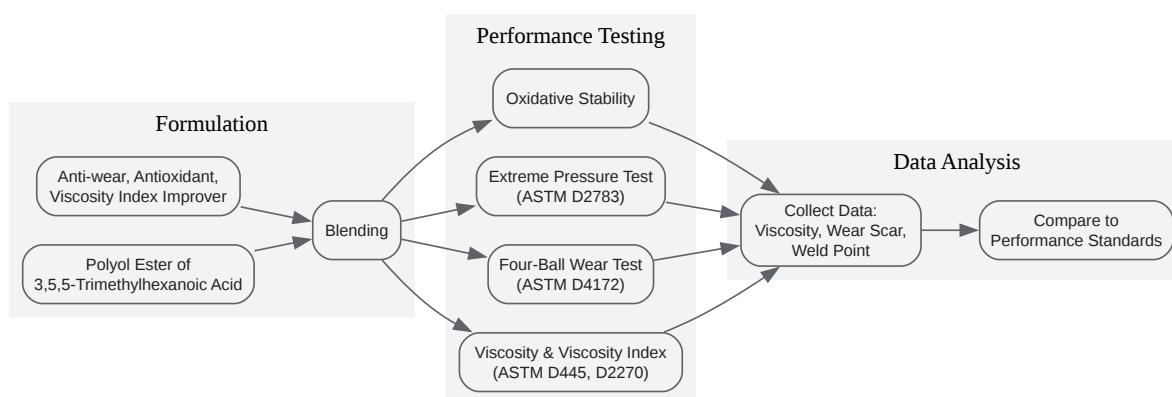 Formulation
Anti-wear, Antioxidant,
Viscosity Index Improver
Polyol Ester of
3,5,5-Trimethylhexanoic Acid
Blending
Performance Testing
Oxidative Stability
Extreme Pressure Test
(ASTM D2783)
Four-Ball Wear Test
(ASTM D4172)
Viscosity & Viscosity Index
(ASTM D445, D2270)
Data Analysis
Collect Data:
Viscosity, Wear Scar,
Weld Point
Compare to
Performance Standards